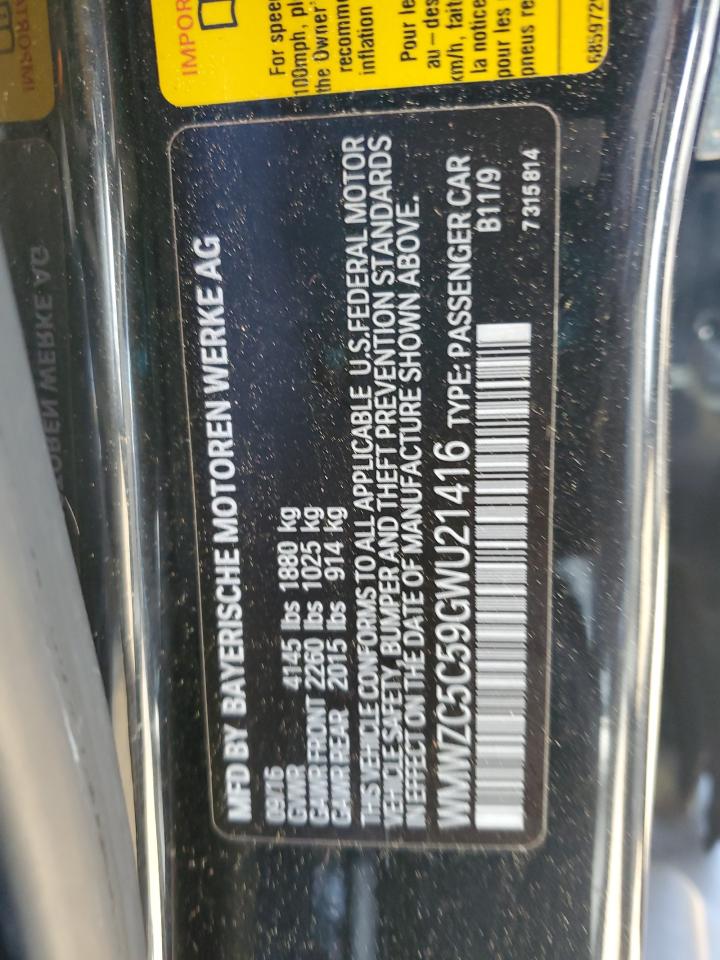 IMPOR
For spee
100mph, pl
the Owner
recomm
inflation
Pour le
au-des
km/h, fait
la notice
pour les
pneus re
MFD BY BAYERISCHE MOTOREN WERKE AG
09/16
GVWR 4145 lbs 1880 kg
GAWR FRONT 2260 lbs 1025 kg
GAWR REAR 2015 lbs 914 kg
THIS VEHICLE CONFORMS TO ALL APPLICABLE U.S.FEDERAL MOTOR
VEHICLE SAFETY, BUMPER AND THEFT PREVENTION STANDARDS
IN EFFECT ON THE DATE OF MANUFACTURE SHOWN ABOVE.
WMWZC5C59GWU21416 TYPE: PASSENGER CAR
B11/9
7315814